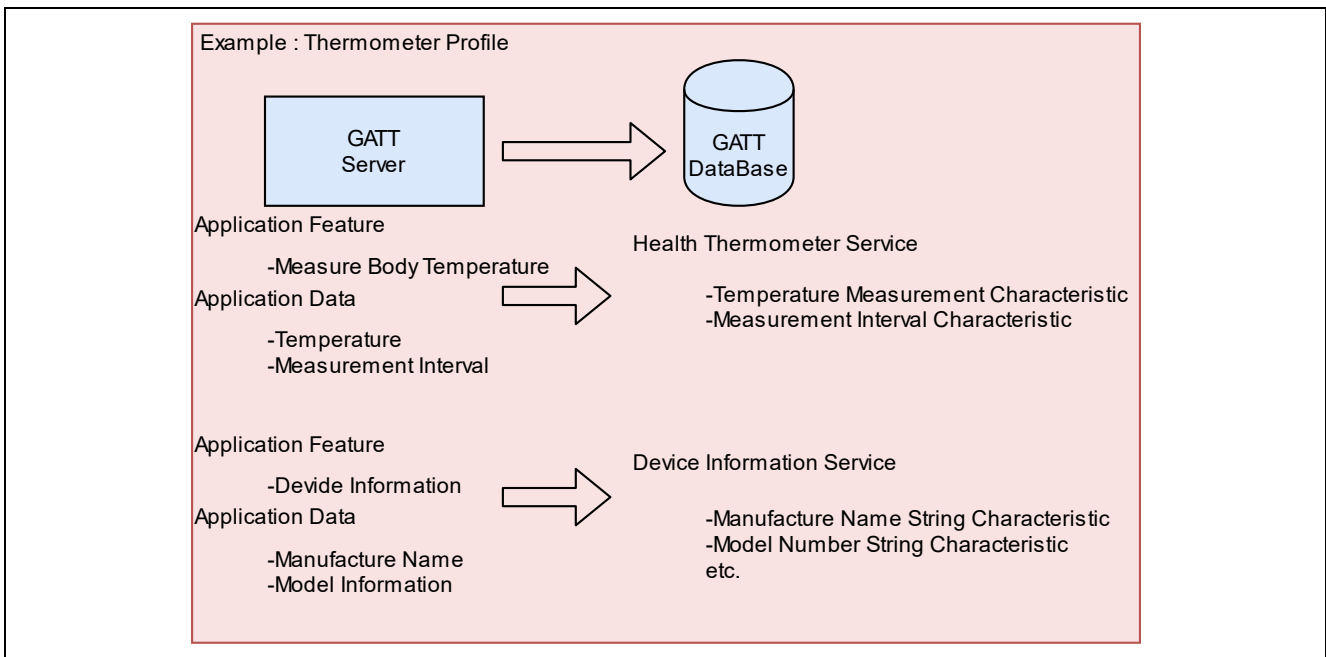 Example : Thermometer Profile
GATT
Server
GATT
DataBase
Application Feature
-Measure Body Temperature
Application Data
-Temperature
-Measurement Interval
Health Thermometer Service
-Temperature Measurement Characteristic
-Measurement Interval Characteristic
Application Feature
-Devide Information
Application Data
-Manufacture Name
-Model Information
Device Information Service
-Manufacture Name String Characteristic
-Model Number String Characteristic
etc.